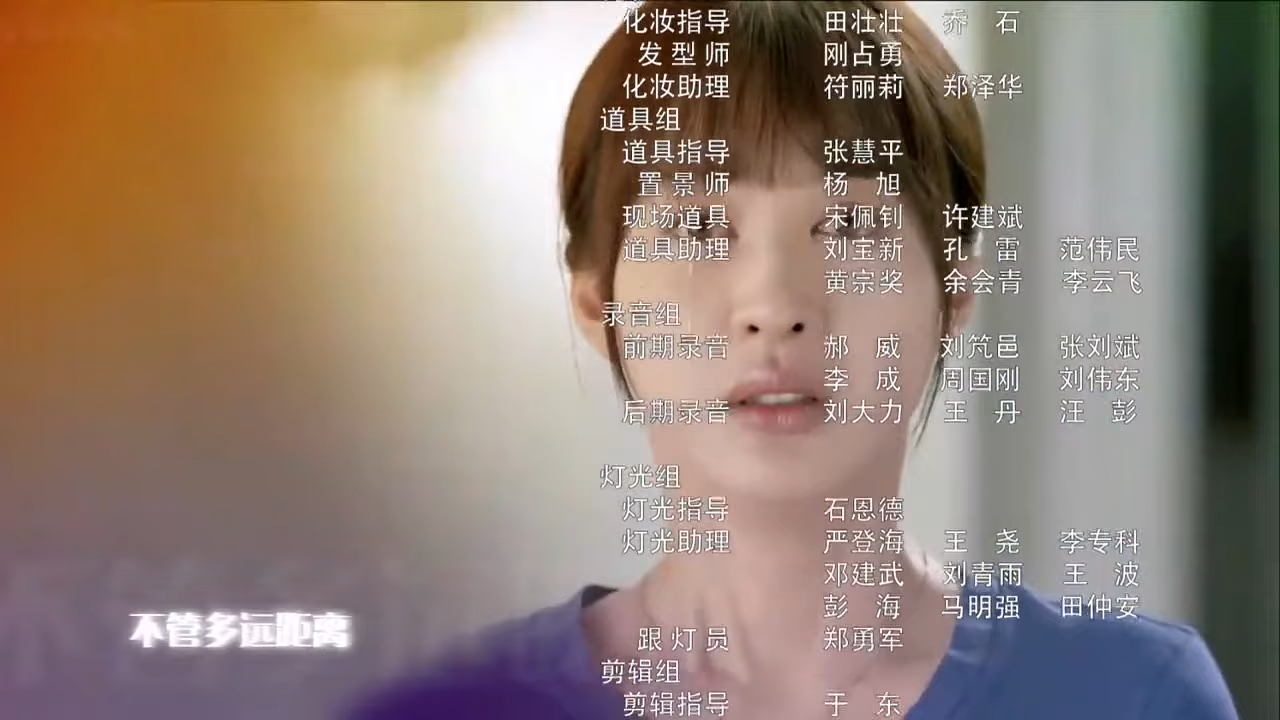 化妆指导 田壮壮 乔 石
发型师 刚占勇
化妆助理 符丽莉 郑泽华
道具组
道具指导 张慧平
置景师 杨 旭
现场道具 宋佩钊 许建斌
道具助理 刘宝新 孔 雷 范伟民
黄宗奖 余会青 李云飞
录音组
前期录音 郝 威 刘笂邑 张刘斌
李 成 周国刚 刘伟东
后期录音 刘大力 王 丹 汪 彭
灯光组
灯光指导 石恩德
灯光助理 严登海 王 尧 李专科
邓建武 刘青雨 王 波
彭 海 马明强 田仲安
跟灯员 郑勇军
剪辑组
剪辑指导 于 东
不管多远距离